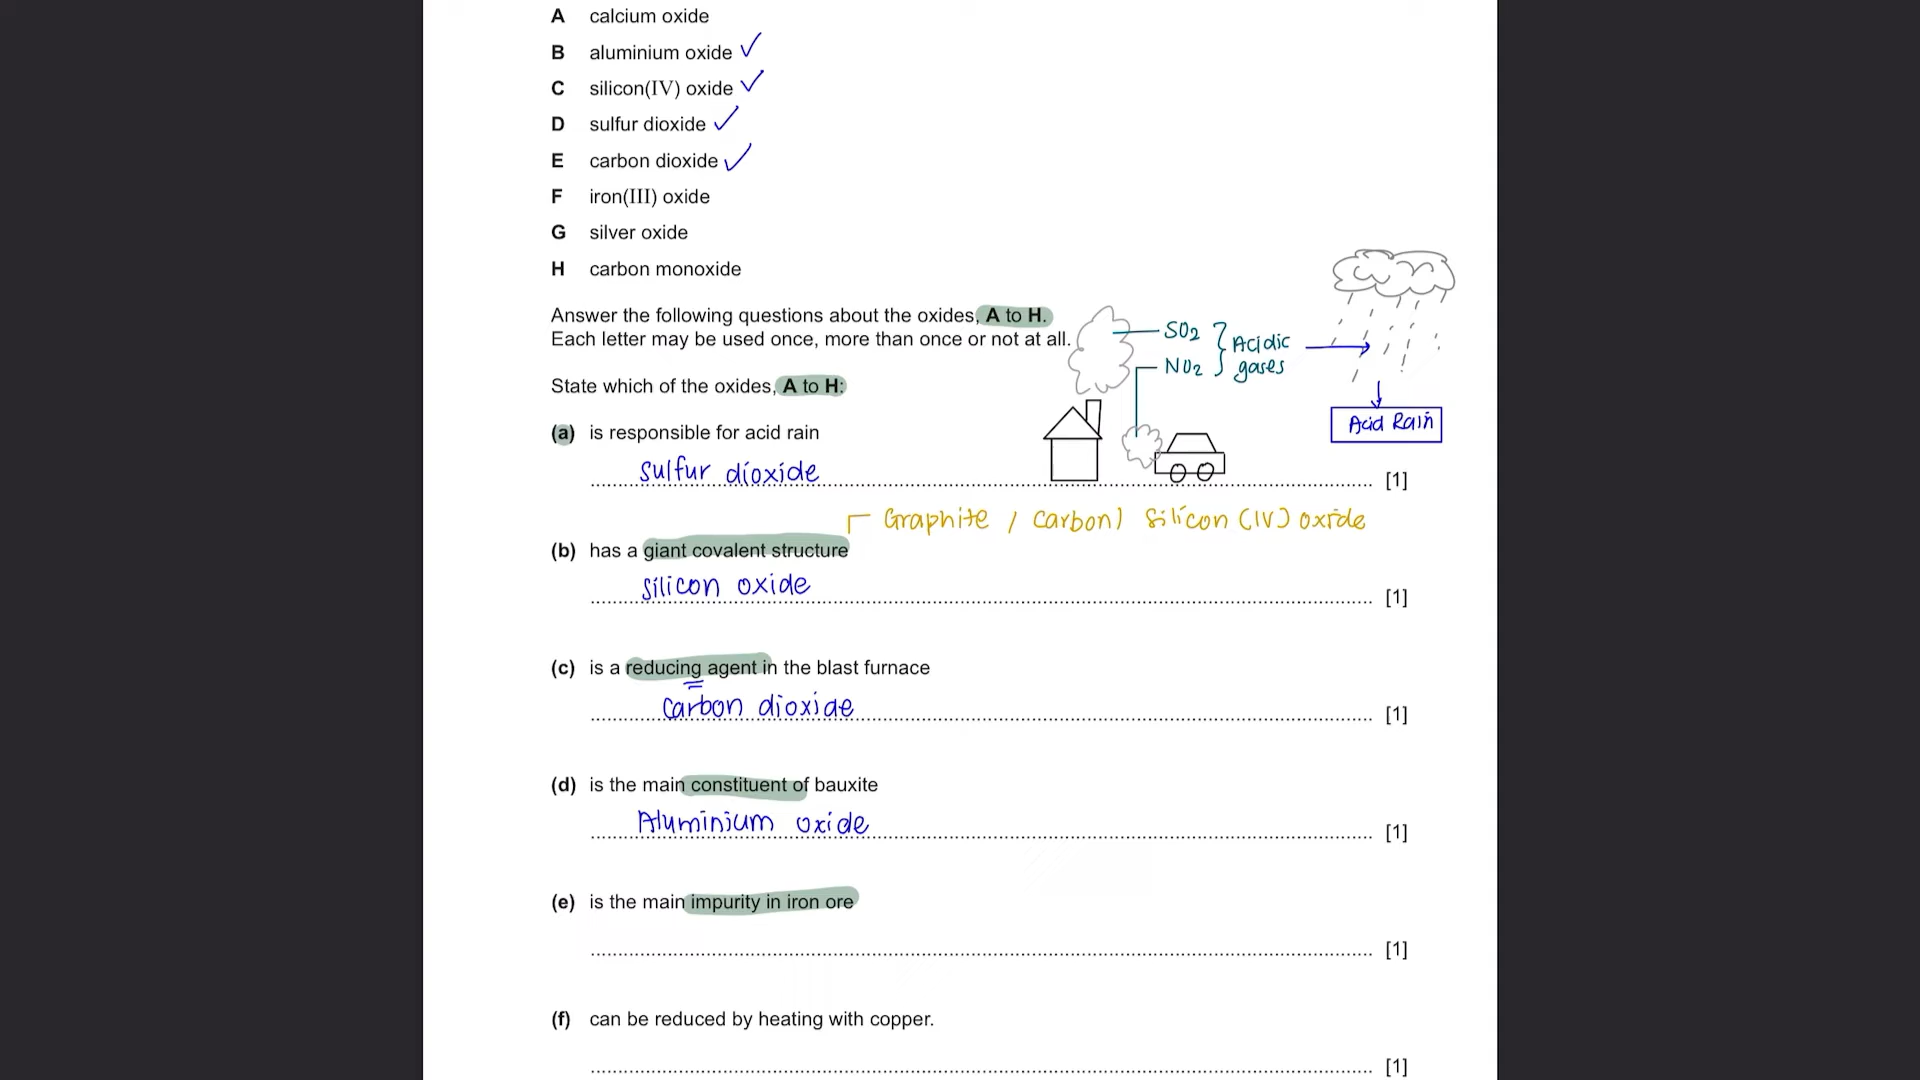 A calcium oxide
B aluminium oxide ✓
C silicon(IV) oxide ✓
D sulfur dioxide ✓
E carbon dioxide ✓
F iron(III) oxide
G silver oxide
H carbon monoxide
Answer the following questions about the oxides, A to H.
Each letter may be used once, more than once or not at all.
SO2
NO2
Acidic
gases
Acid Rain
State which of the oxides, A to H:
(a) is responsible for acid rain
sulfur dioxide [1]
Graphite / carbon) silicon (IV) oxide
(b) has a giant covalent structure
silicon oxide [1]
(c) is a reducing agent in the blast furnace
carbon dioxide [1]
(d) is the main constituent of bauxite
Aluminium oxide [1]
(e) is the main impurity in iron ore
[1]
(f) can be reduced by heating with copper.
[1]